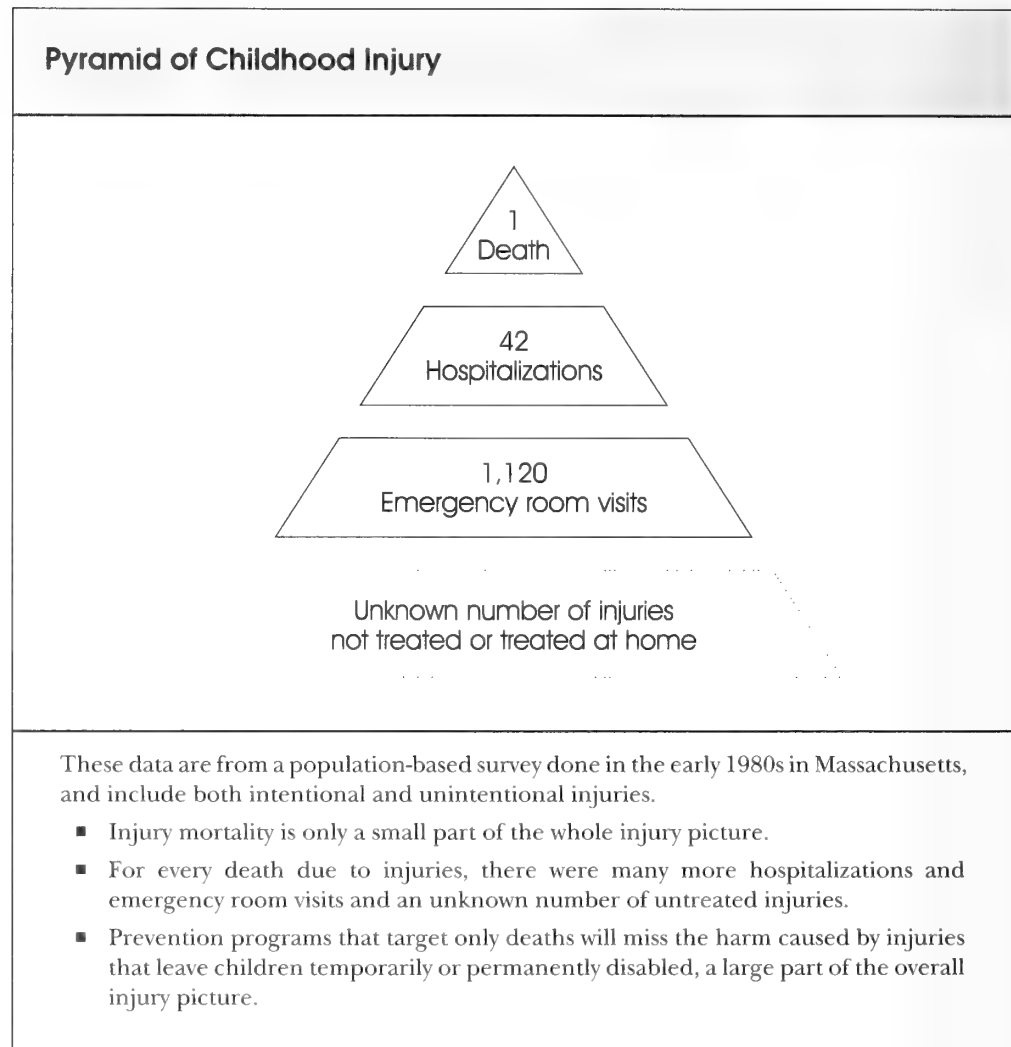 Pyramid of Childhood Injury
1
Death
42
Hospitalizations
1,120
Emergency room visits
Unknown number of injuries
not treated or treated at home
These data are from a population-based survey done in the early 1980s in Massachusetts,
and include both intentional and unintentional injuries.
■ Injury mortality is only a small part of the whole injury picture.
■ For every death due to injuries, there were many more hospitalizations and
emergency room visits and an unknown number of untreated injuries.
■ Prevention programs that target only deaths will miss the harm caused by injuries
that leave children temporarily or permanently disabled, a large part of the overall
injury picture.